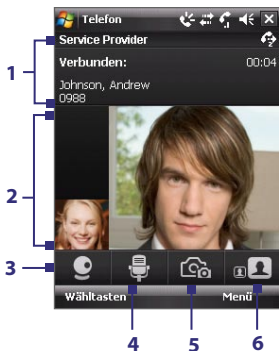 Telefon
Service Provider
Verbunden: 00:04
Johnson, Andrew
0988
1
2
3
Wähltasten Menü
4 5 6